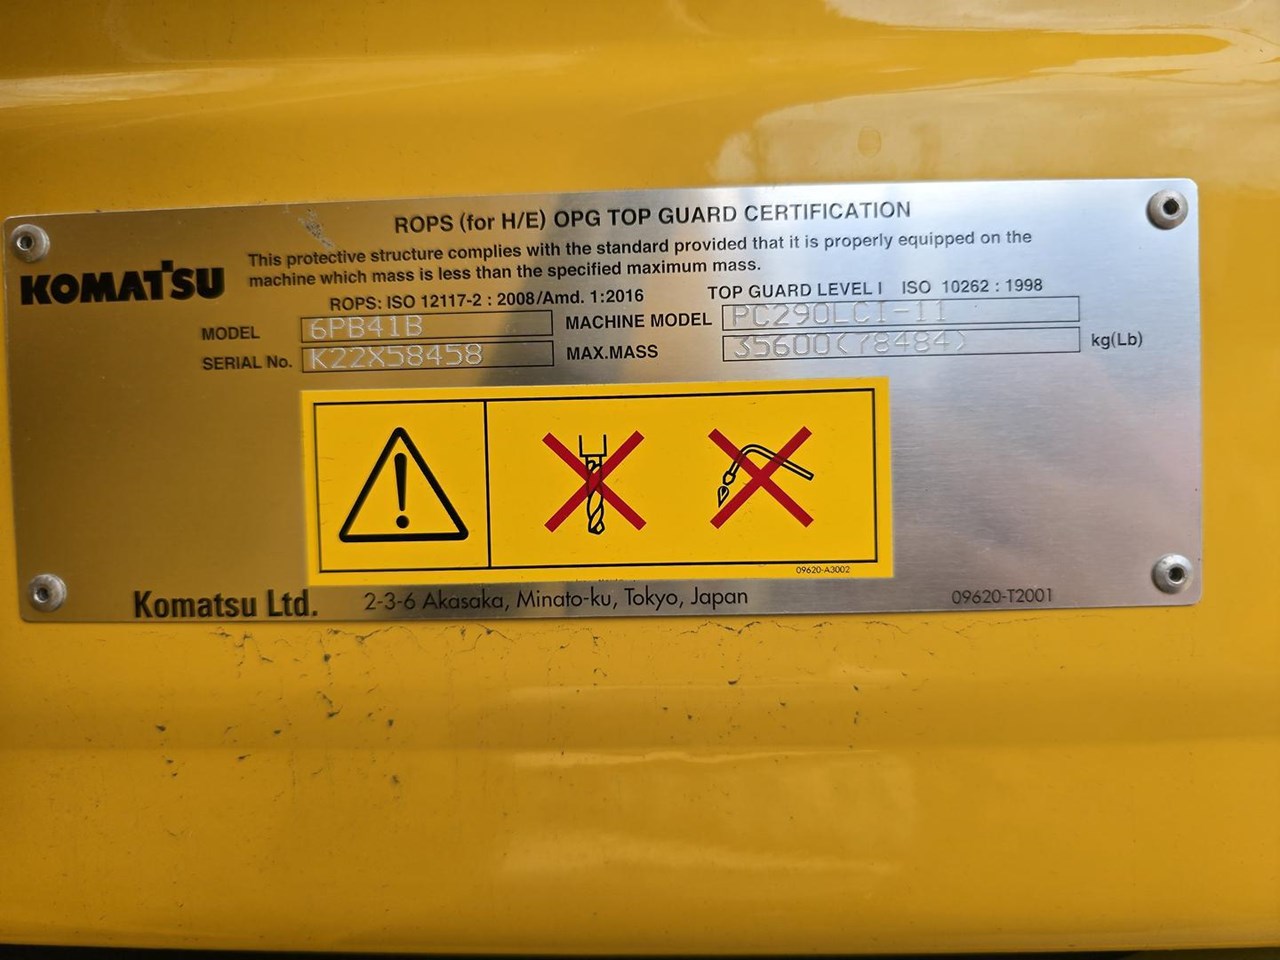 ROPS (for H/E) OPG TOP GUARD CERTIFICATION
KOMATSU
This protective structure complies with the standard provided that it is properly equipped on the
machine which mass is less than the specified maximum mass.
ROPS: ISO 12117-2 : 2008/Amd. 1:2016 TOP GUARD LEVEL I ISO 10262 : 1998
MODEL 6PB41B MACHINE MODEL PC290LCI-11
SERIAL No. K22X58458 MAX.MASS 35600(78484) kg(Lb)
09620-A3002
Komatsu Ltd. 2-3-6 Akasaka, Minato-ku, Tokyo, Japan 09620-T2001